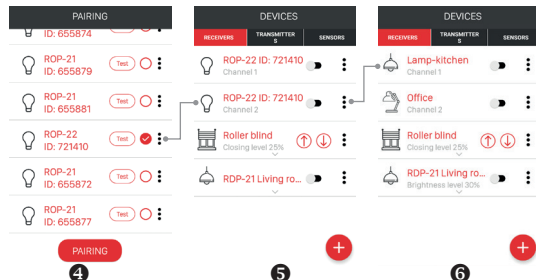 PAIRING
ID: 655874
ROP-21
ID: 655879
Test
ROP-21
ID: 655881
Test
ROP-22
ID: 721410
Test
ROP-21
ID: 655872
Test
ROP-21
ID: 655877
Test
PAIRING
4
DEVICES
RECEIVERS
TRANSMITTER
S
SENSORS
ROP-22 ID: 721410
Channel 1
ROP-22 ID: 721410
Channel 2
Roller blind
Closing level 25%
RDP-21 Living ro...
5
DEVICES
RECEIVERS
TRANSMITTER
S
SENSORS
Lamp-kitchen
Channel 1
Office
Channel 2
Roller blind
Closing level 25%
RDP-21 Living ro...
Brightness level 30%
6